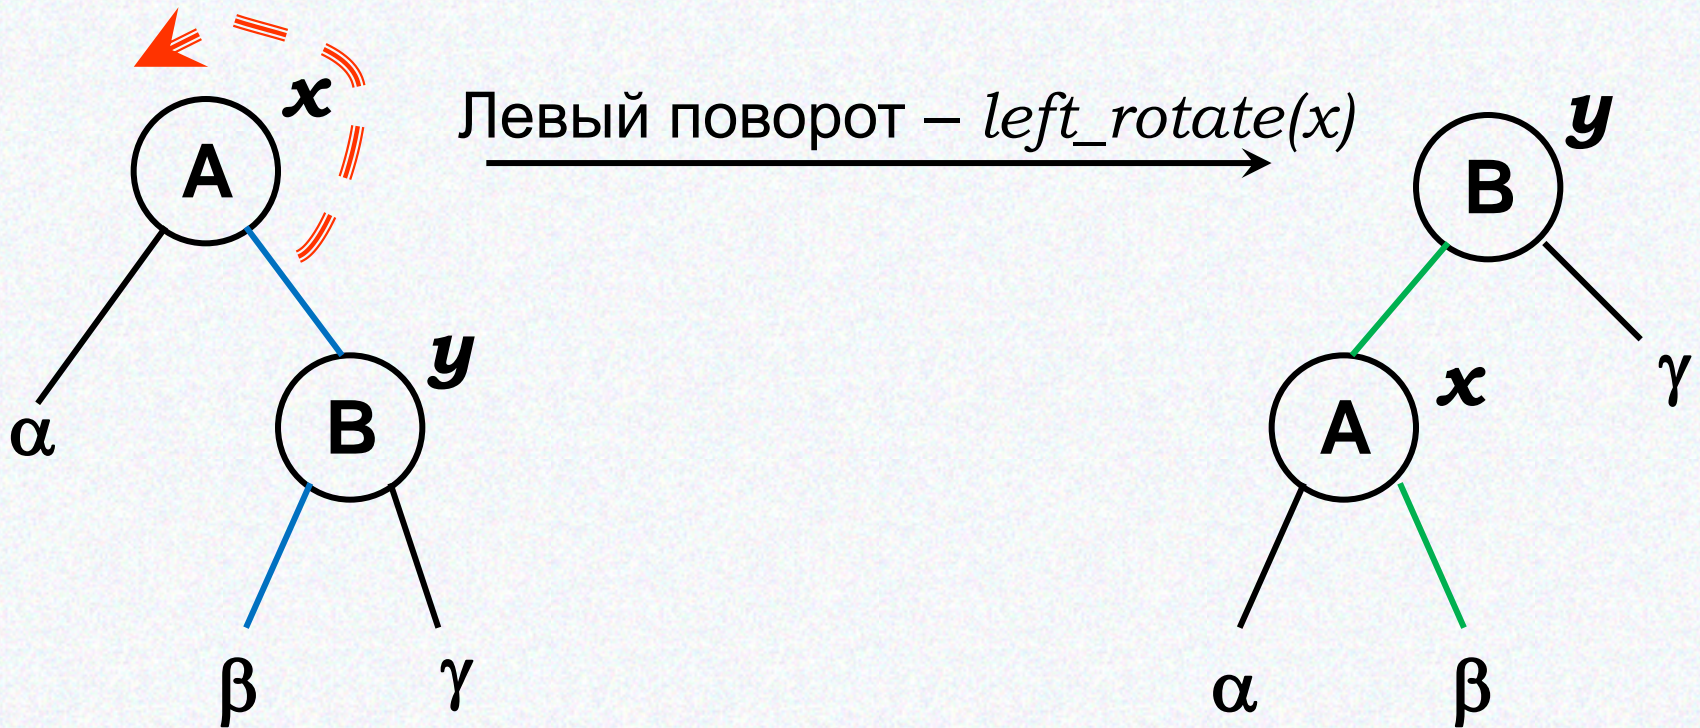 x
Левый поворот – left_rotate(x)
y
A
B
y
x
γ
α
B
A
β
γ
α
β